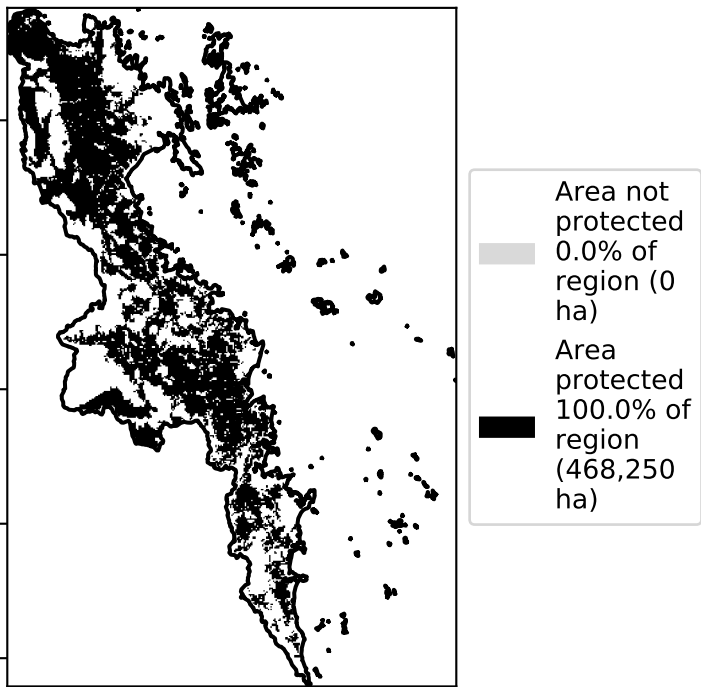 Area not
protected
0.0% of
region (0
ha)
Area
protected
100.0% of
region
(468,250
ha)